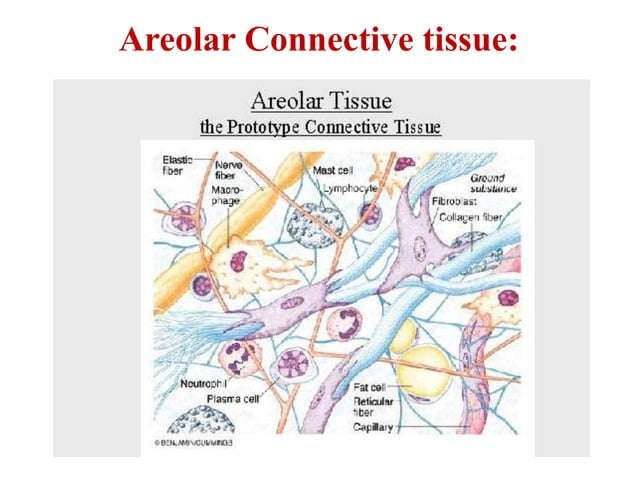 Areolar Connective tissue:
Areolar Tissue
the Prototype Connective Tissue
Elastic
fiber
Nerve
fiber
Macro-
phage
Mast cell
Lymphocyte
Ground
substance
Fibroblast
Collagen fiber
Neutrophil
Plasma cell
Fat cell
Reticular
fiber
Capillary
© BENJAMIN/CUMMINGS